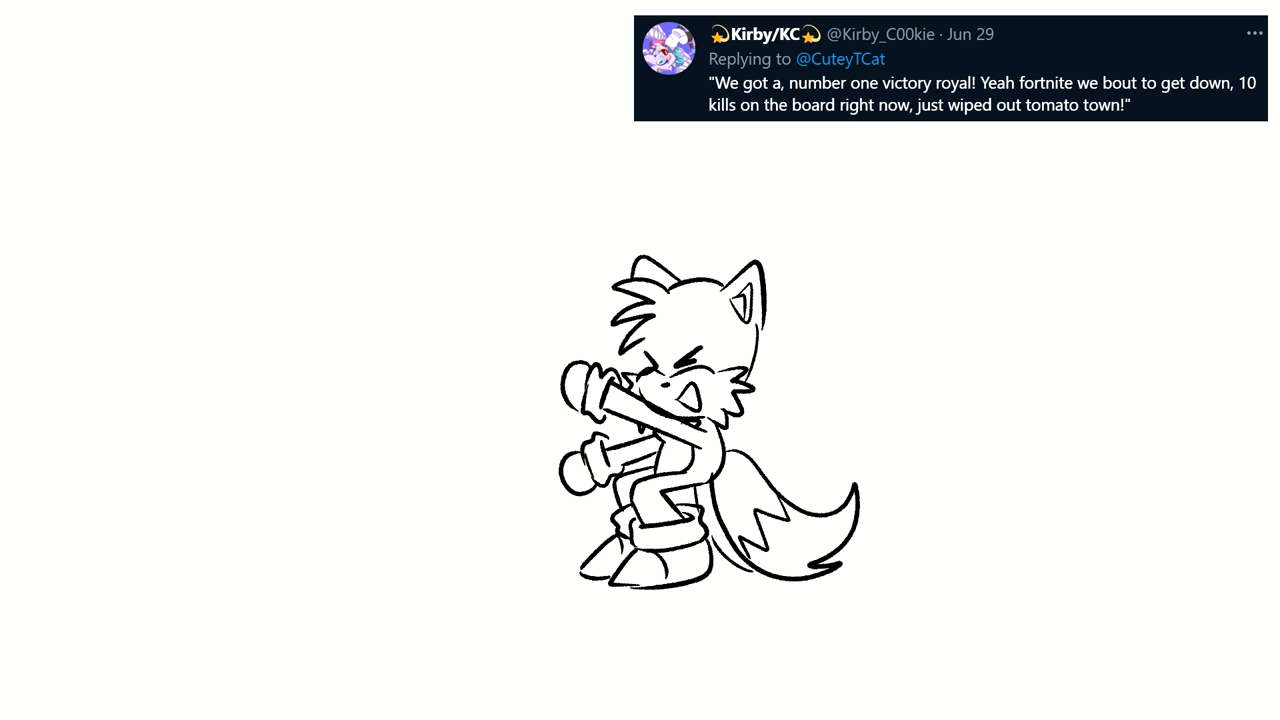 💫Kirby/KC💫 @Kirby_C00kie · Jun 29
Replying to @CuteyTCat
"We got a, number one victory royal! Yeah fortnite we bout to get down, 10
kills on the board right now, just wiped out tomato town!"